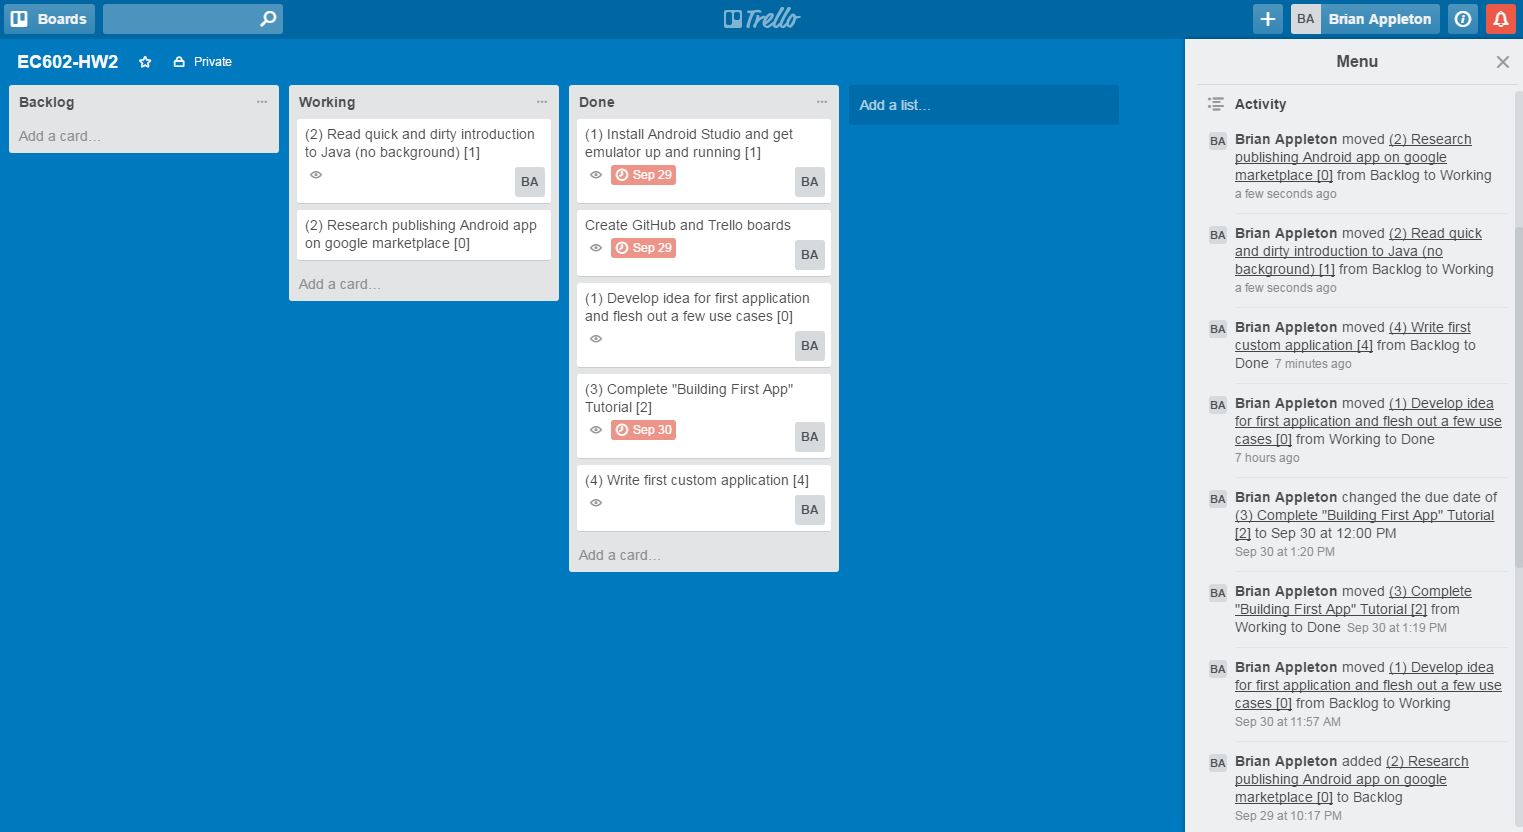 Boards
Trello
BA Brian Appleton
EC602-HW2
Private
Backlog
Add a card…
Working
(2) Read quick and dirty introduction
to Java (no background) [1]
BA
(2) Research publishing Android app
on google marketplace [0]
Add a card…
Done
(1) Install Android Studio and get
emulator up and running [1]
Sep 29
BA
Create GitHub and Trello boards
Sep 29
BA
(1) Develop idea for first application
and flesh out a few use cases [0]
BA
(3) Complete "Building First App"
Tutorial [2]
Sep 30
BA
(4) Write first custom application [4]
BA
Add a card…
Add a list…
Menu
Activity
BA Brian Appleton moved (2) Research
publishing Android app on google
marketplace [0] from Backlog to Working
a few seconds ago
BA Brian Appleton moved (2) Read quick
and dirty introduction to Java (no
background) [1] from Backlog to Working
a few seconds ago
BA Brian Appleton moved (4) Write first
custom application [4] from Backlog to
Done 7 minutes ago
BA Brian Appleton moved (1) Develop idea
for first application and flesh out a few use
cases [0] from Working to Done
7 hours ago
BA Brian Appleton changed the due date of
(3) Complete "Building First App" Tutorial
[2] to Sep 30 at 12:00 PM
Sep 30 at 1:20 PM
BA Brian Appleton moved (3) Complete
"Building First App" Tutorial [2] from
Working to Done Sep 30 at 1:19 PM
BA Brian Appleton moved (1) Develop idea
for first application and flesh out a few use
cases [0] from Backlog to Working
Sep 30 at 11:57 AM
BA Brian Appleton added (2) Research
publishing Android app on google
marketplace [0] to Backlog
Sep 29 at 10:17 PM